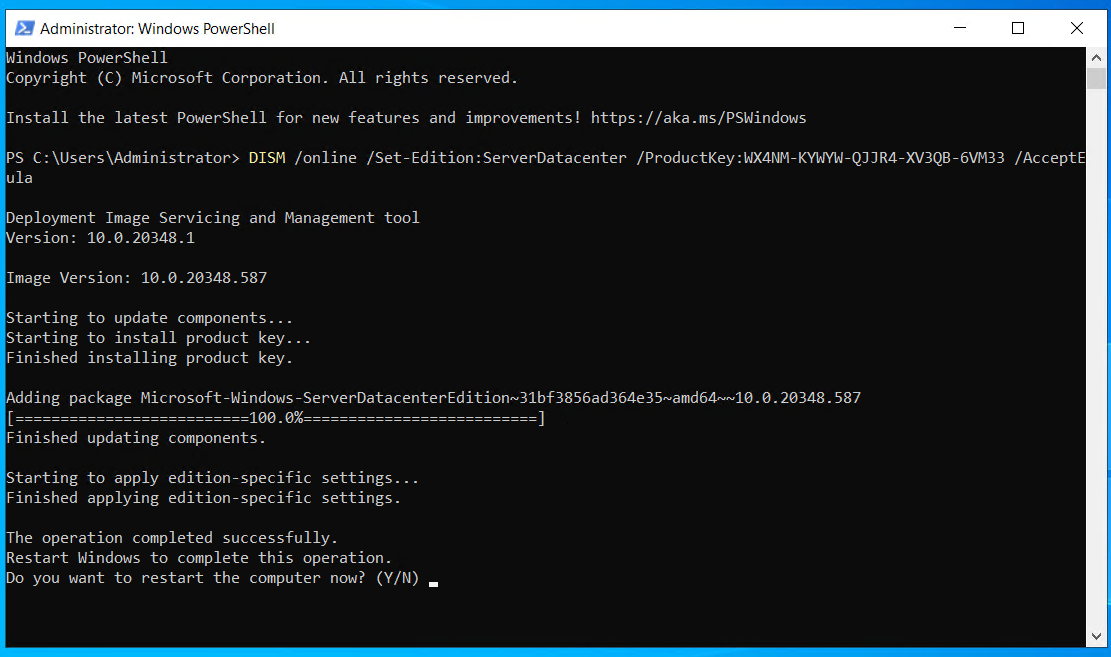 Administrator: Windows PowerShell
Windows PowerShell
Copyright (C) Microsoft Corporation. All rights reserved.
Install the latest PowerShell for new features and improvements! https://aka.ms/PSWindows
PS C:\Users\Administrator> DISM /online /Set-Edition:ServerDatacenter /ProductKey:WX4NM-KYWYW-QJJR4-XV3QB-6VM33 /AcceptE
ula
Deployment Image Servicing and Management tool
Version: 10.0.20348.1
Image Version: 10.0.20348.587
Starting to update components...
Starting to install product key...
Finished installing product key.
Adding package Microsoft-Windows-ServerDatacenterEdition~31bf3856ad364e35~amd64~~10.0.20348.587
[==========================100.0%==========================]
Finished updating components.
Starting to apply edition-specific settings...
Finished applying edition-specific settings.
The operation completed successfully.
Restart Windows to complete this operation.
Do you want to restart the computer now? (Y/N)